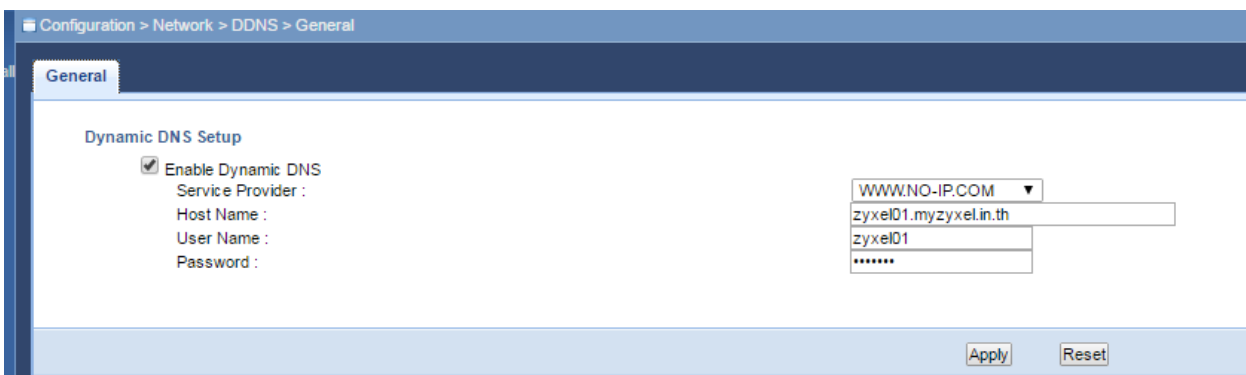 Configuration > Network > DDNS > General
all
General
Dynamic DNS Setup
Enable Dynamic DNS
Service Provider :
WWW.NO-IP.COM
Host Name :
zyxel01.myzyxel.in.th
User Name :
zyxel01
Password :
•••••••
Apply
Reset